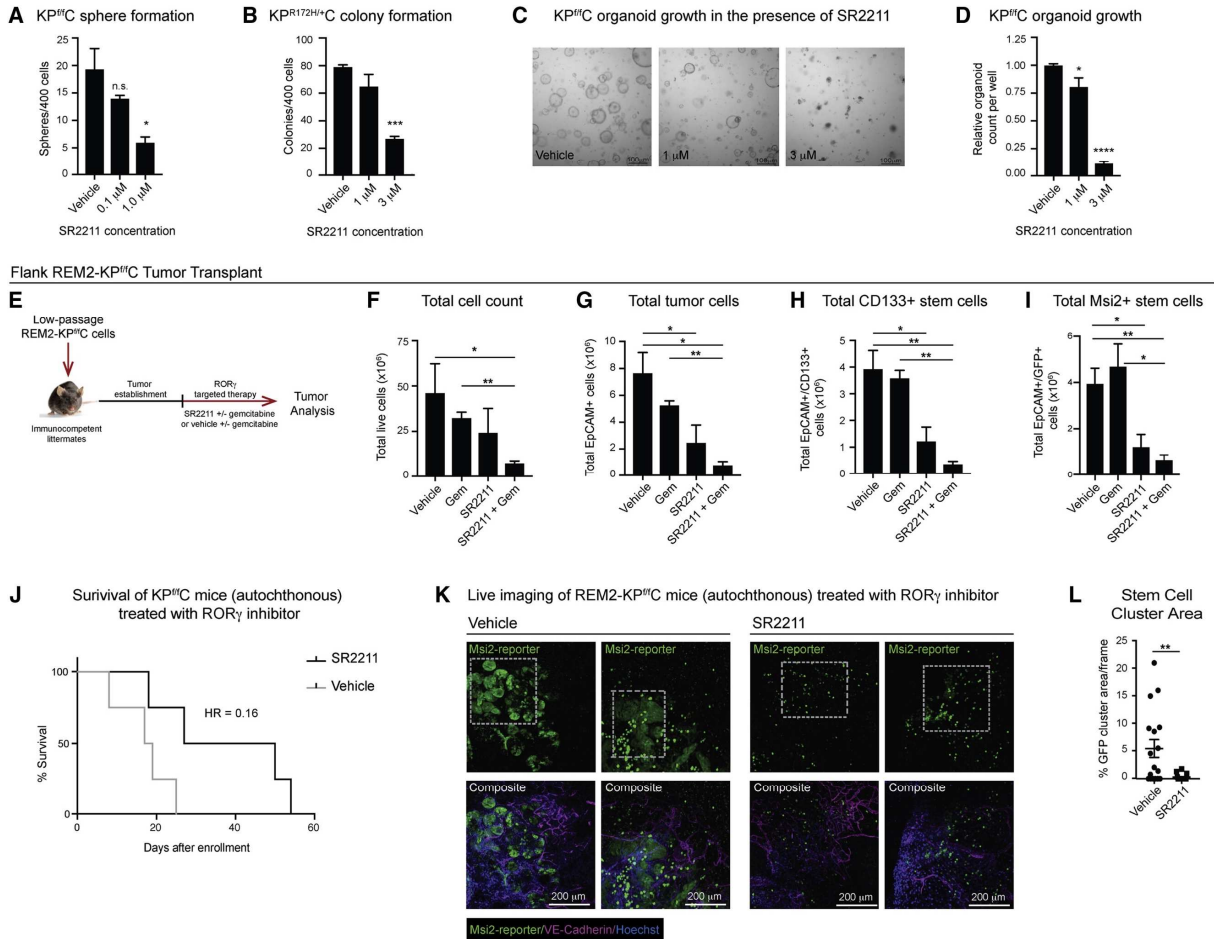 A KPf/fC sphere formation
Spheres/400 cells
25
20
15
10
5
0
n.s.
*
Vehicle
0.1 μM
1.0 μM
SR2211 concentration
B KPR172H/+C colony formation
Colonies/400 cells
100
80
60
40
20
0
***
Vehicle
1 μM
3 μM
SR2211 concentration
C KPf/fC organoid growth in the presence of SR2211
Vehicle
100 μm
1 μM
100 μm
3 μM
100 μm
D KPf/fC organoid growth
Relative organoid
count per well
1.25
1.00
0.75
0.50
0.25
0.00
*
****
Vehicle
1 μM
3 μM
SR2211 concentration
Flank REM2-KPf/fC Tumor Transplant
E
Low-passage
REM2-KPf/fC cells
Immunocompetent
littermates
Tumor
establishment
RORγ
targeted therapy
SR2211 +/- gemcitabine
or vehicle +/- gemcitabine
Tumor
Analysis
F Total cell count
Total live cells (x10⁶)
75
50
25
0
*
**
Vehicle
Gem
SR2211
SR2211 + Gem
G Total tumor cells
Total EpCAM+ cells (x10⁶)
10
8
6
4
2
0
*
*
**
Vehicle
Gem
SR2211
SR2211 + Gem
H Total CD133+ stem cells
Total EpCAM+/CD133+
cells (x10⁶)
5
4
3
2
1
0
*
**
**
Vehicle
Gem
SR2211
SR2211 + Gem
I Total Msi2+ stem cells
Total EpCAM+/GFP+
cells (x10⁶)
6
4
2
0
*
**
*
Vehicle
Gem
SR2211
SR2211 + Gem
J Survival of KPf/fC mice (autochthonous)
treated with RORγ inhibitor
% Survival
100
50
0
SR2211
Vehicle
HR = 0.16
0 20 40 60
Days after enrollment
K Live imaging of REM2-KPf/fC mice (autochthonous) treated with RORγ inhibitor
Vehicle
SR2211
Msi2-reporter
Msi2-reporter
Msi2-reporter
Msi2-reporter
Composite
Composite
Composite
Composite
200 μm
200 μm
200 μm
200 μm
Msi2-reporter/VE-Cadherin/Hoechst
L Stem Cell
Cluster Area
% GFP cluster area/frame
25
20
15
10
5
0
**
Vehicle
SR2211